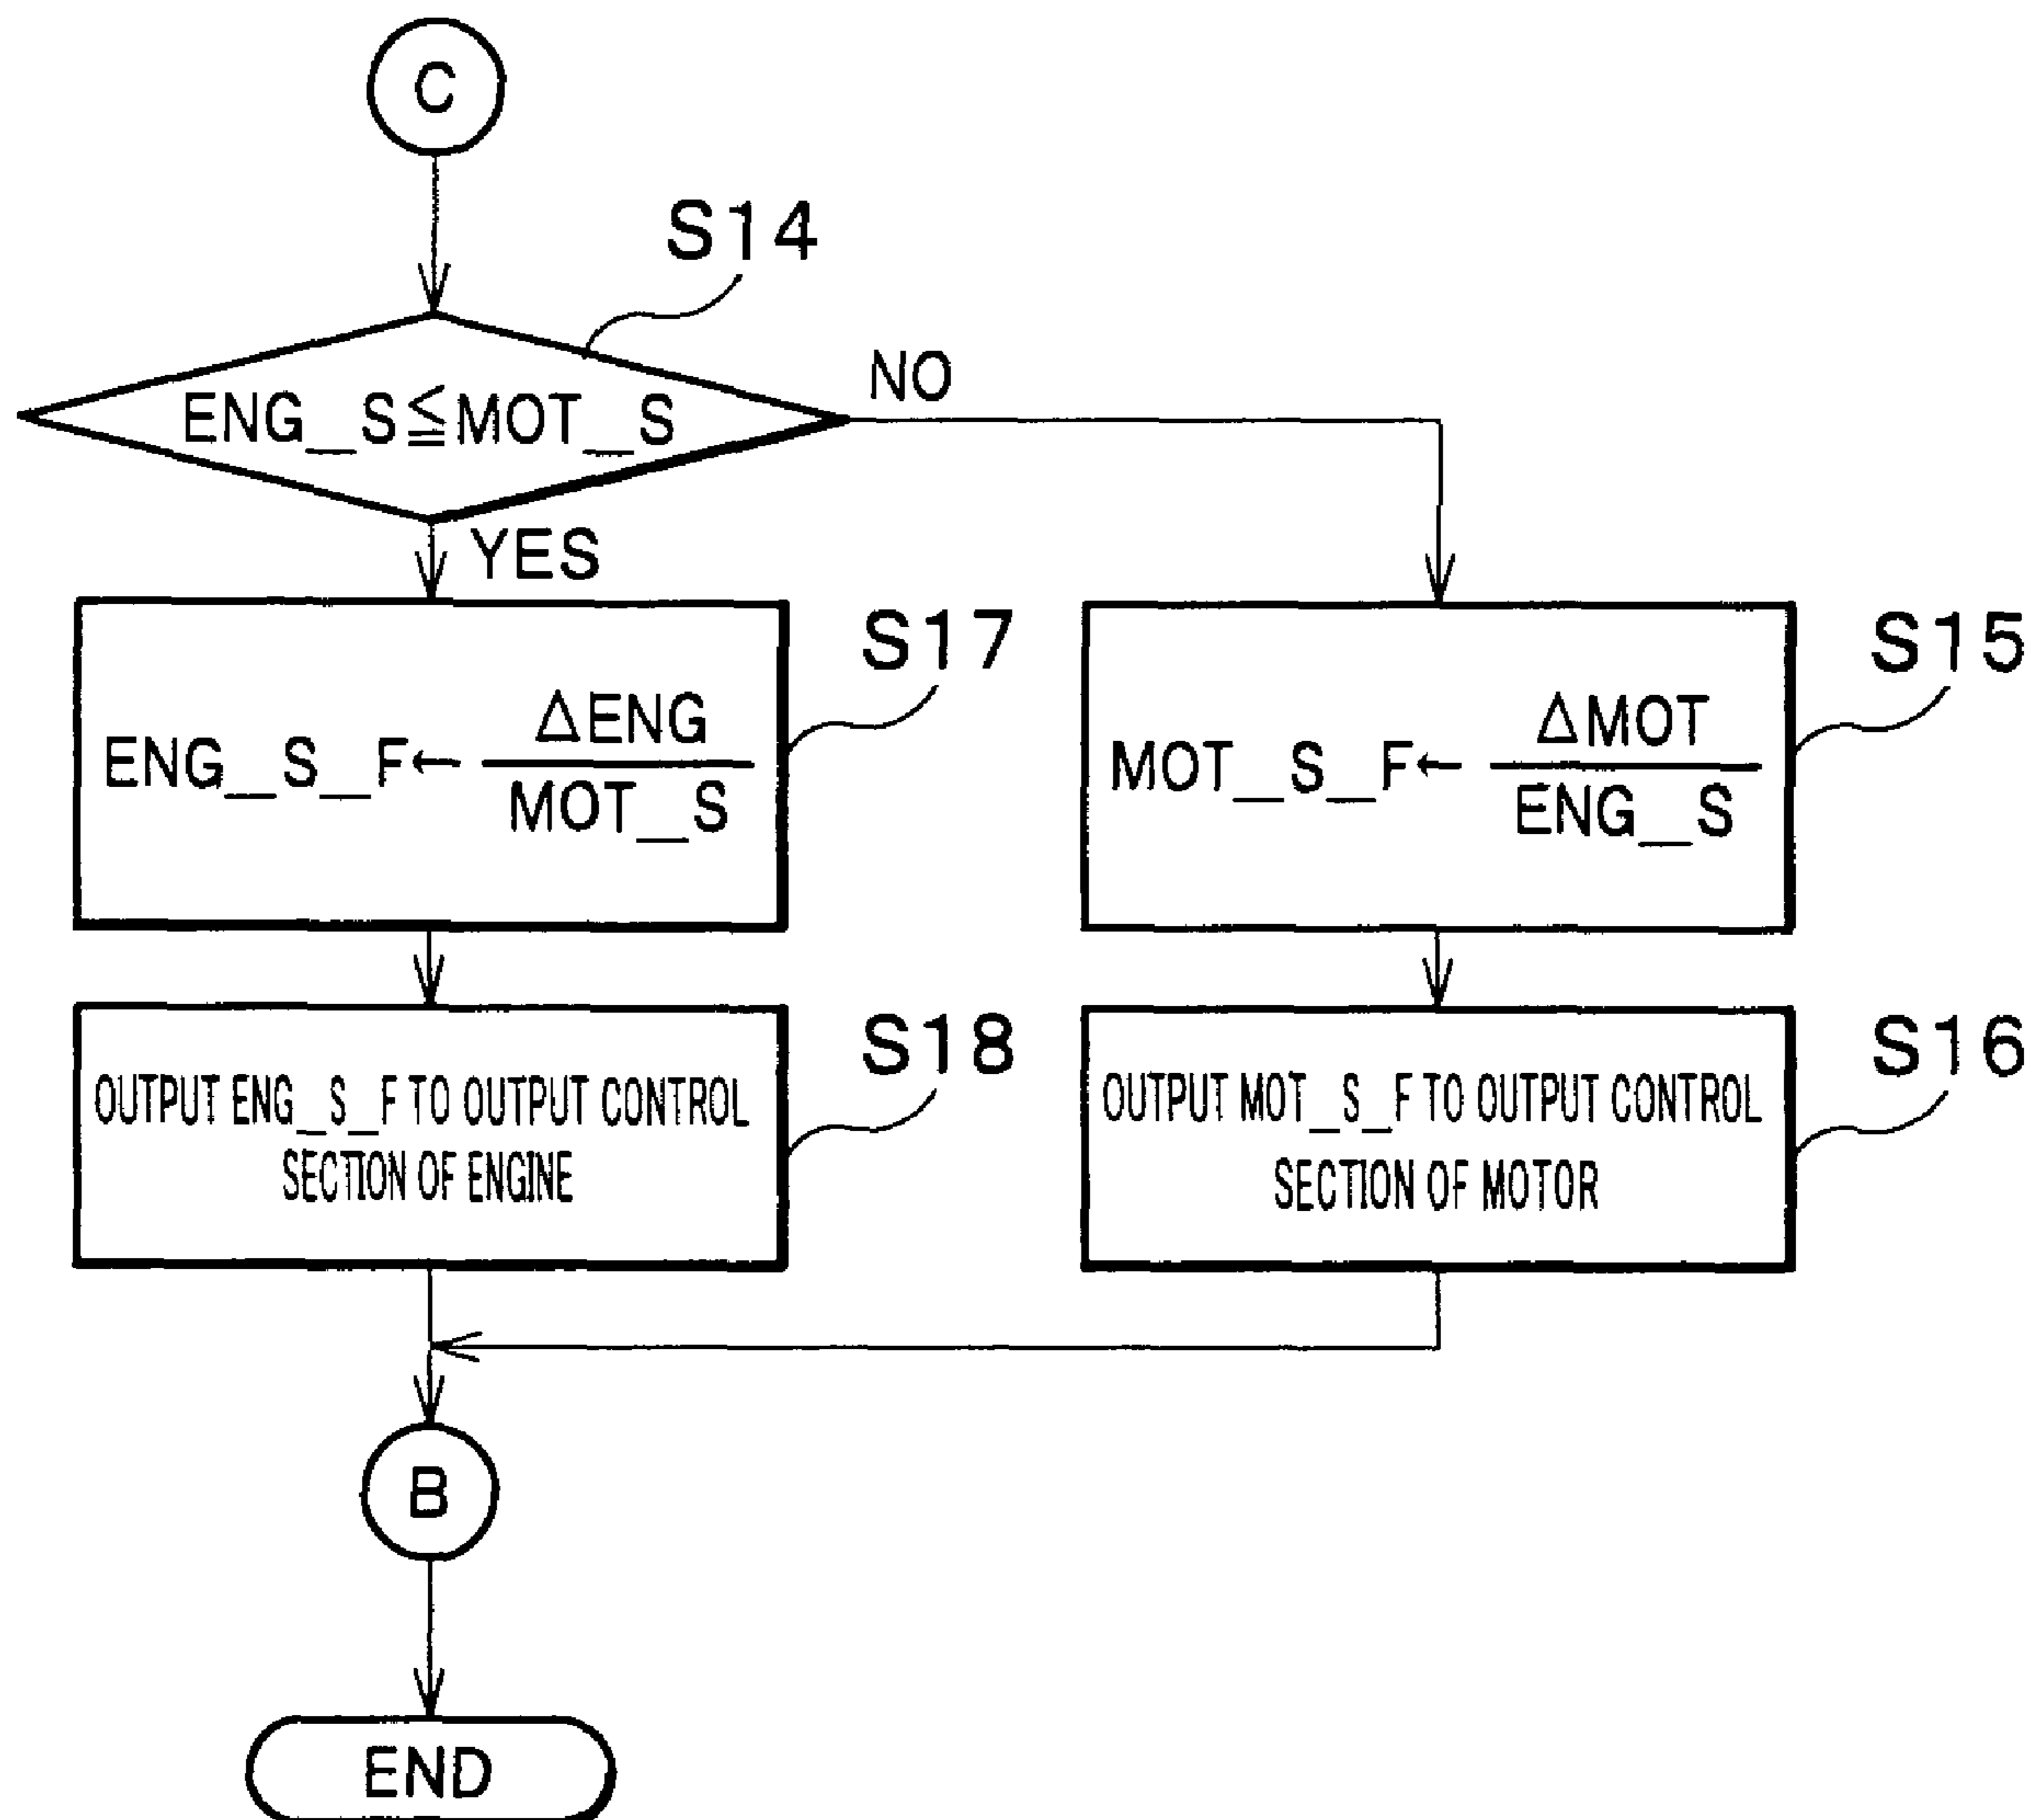 C
S14
ENG_S≦MOT_S
NO
YES
S17
ENG_S_F← ΔENG
MOT_S
S15
MOT_S_F← ΔMOT
ENG_S
S18
OUTPUT ENG_S_F TO OUTPUT CONTROL
SECTION OF ENGINE
S16
OUTPUT MOT_S_F TO OUTPUT CONTROL
SECTION OF MOTOR
B
END